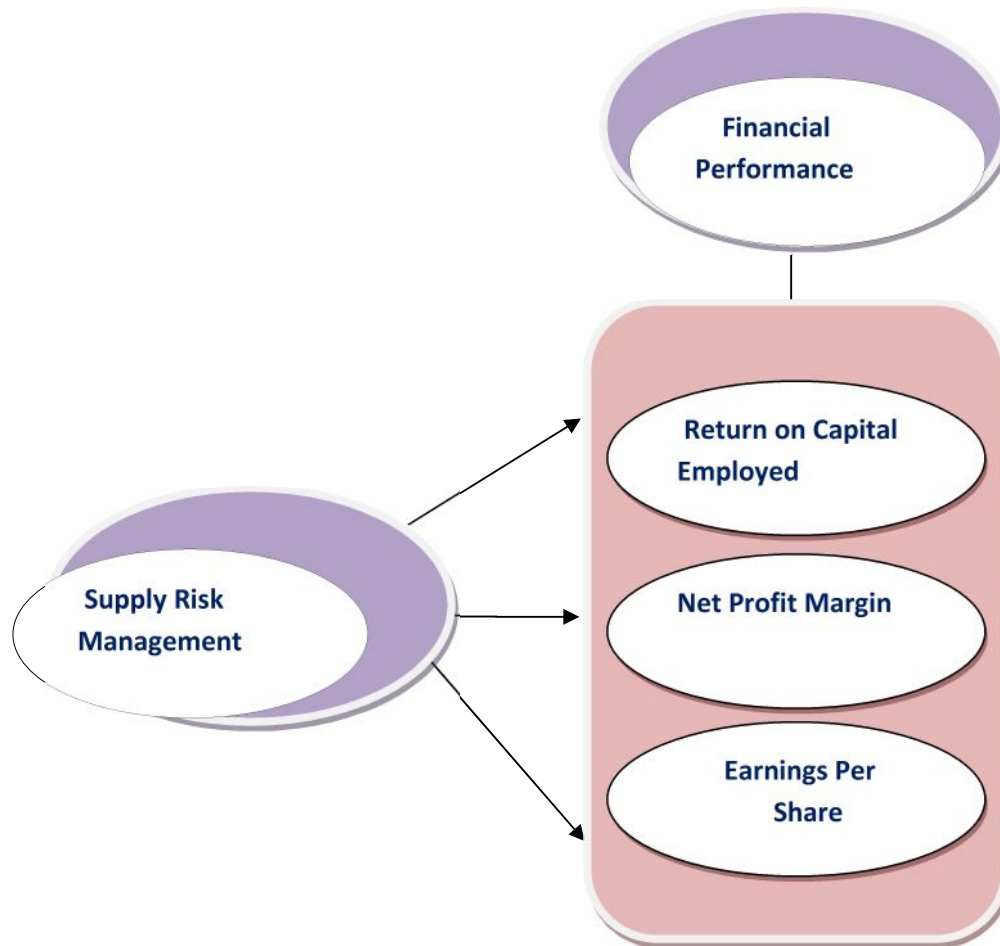 Financial
Performance
Return on Capital
Employed
Supply Risk
Management
Net Profit Margin
Earnings Per
Share